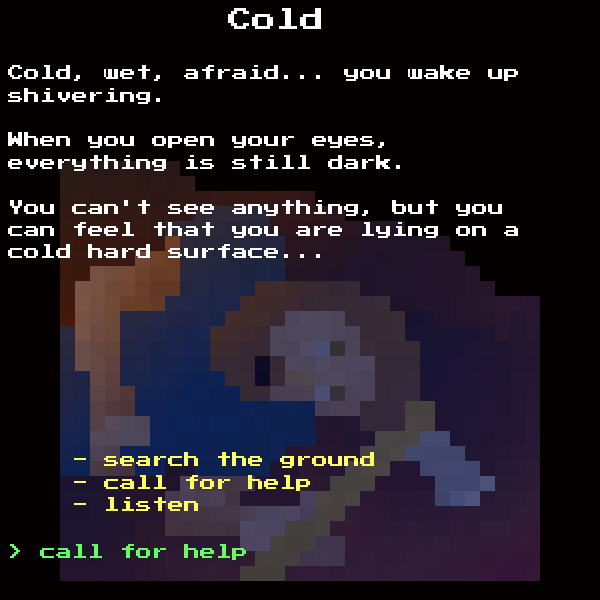 Cold
Cold, wet, afraid... you wake up
shivering.
When you open your eyes,
everything is still dark.
You can't see anything, but you
can feel that you are lying on a
cold hard surface...
- search the ground
- call for help
- listen
> call for help